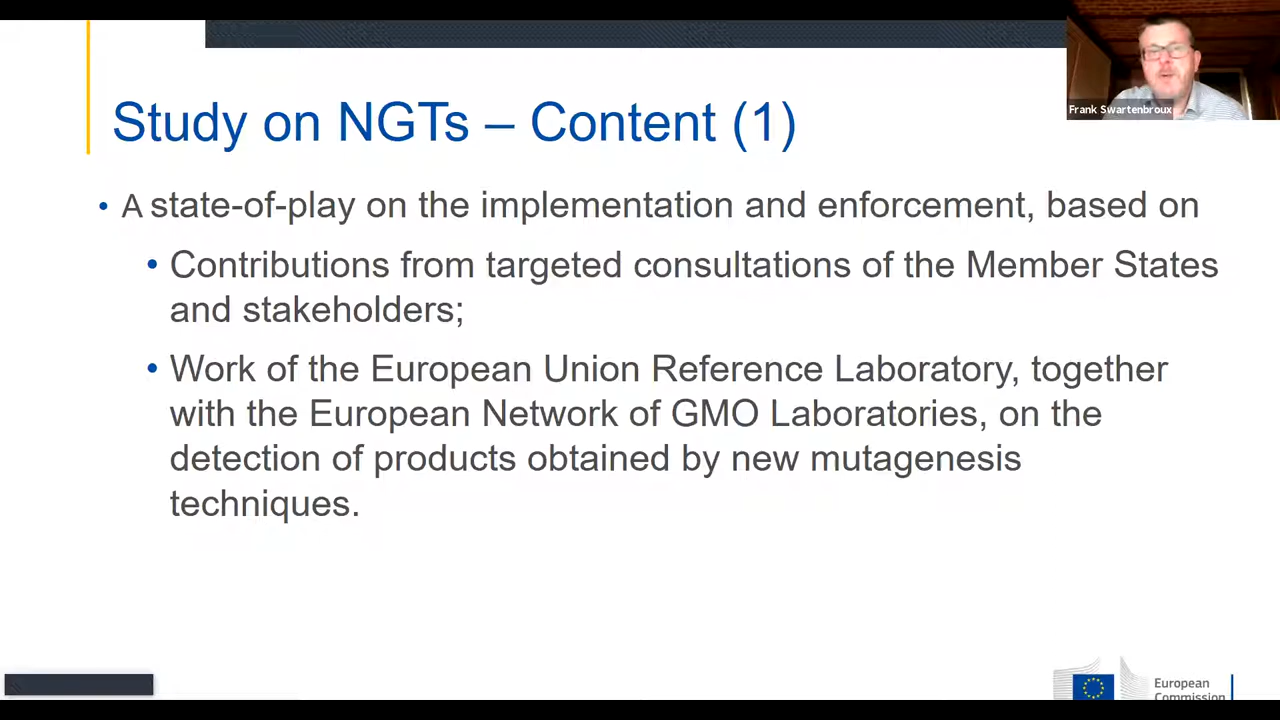 Study on NGTs – Content (1)
Frank Swartenbroux
• A state-of-play on the implementation and enforcement, based on
• Contributions from targeted consultations of the Member States
and stakeholders;
• Work of the European Union Reference Laboratory, together
with the European Network of GMO Laboratories, on the
detection of products obtained by new mutagenesis
techniques.
European
Commission